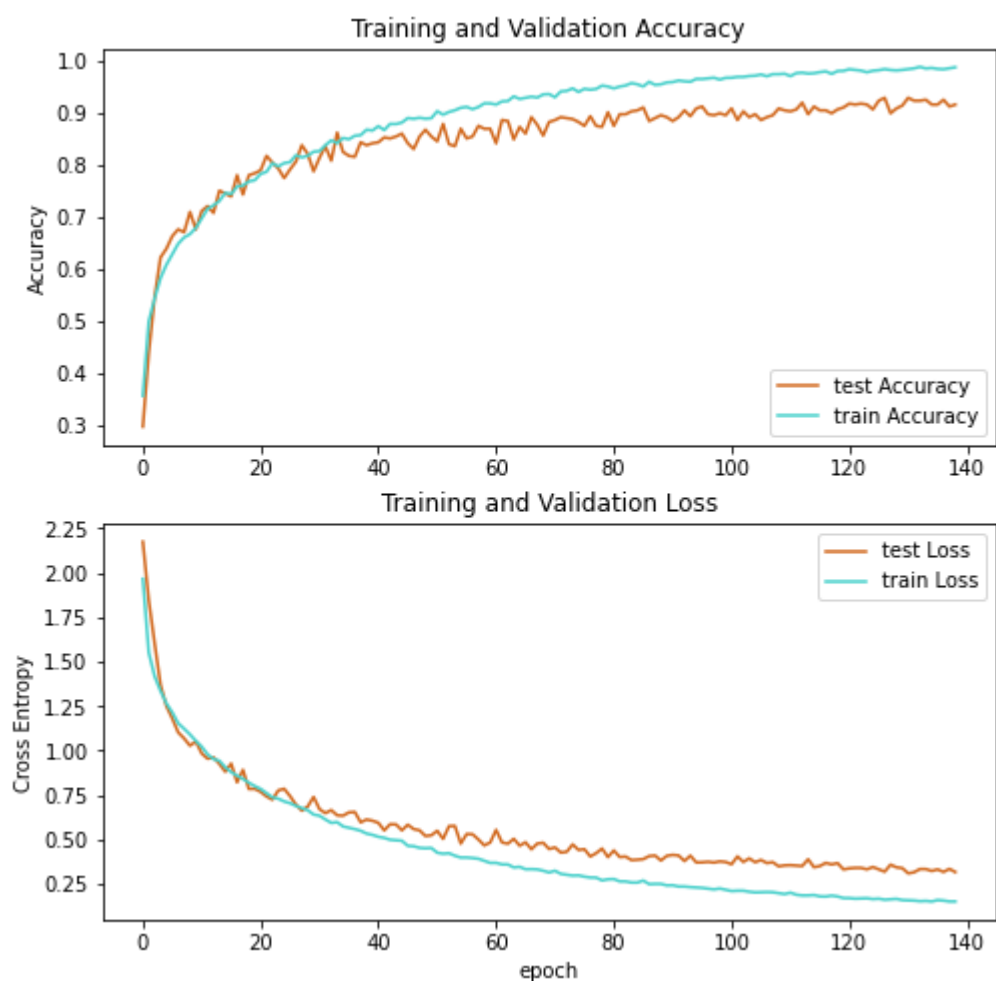 Training and Validation Accuracy
1.0
0.9
0.8
0.7
0.6
0.5
0.4
0.3
Accuracy
test Accuracy
train Accuracy
0 20 40 60 80 100 120 140
Training and Validation Loss
2.25
2.00
1.75
1.50
1.25
1.00
0.75
0.50
0.25
Cross Entropy
test Loss
train Loss
0 20 40 60 80 100 120 140
epoch